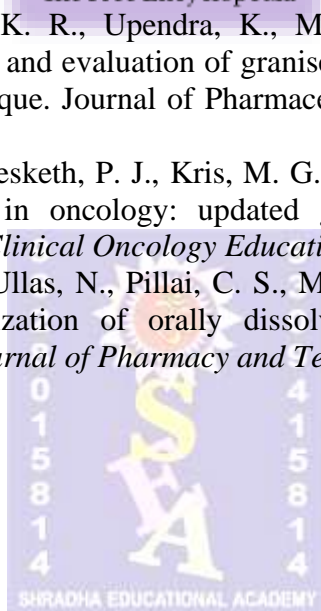 K. R., Upendra, K., M
and evaluation of granise
que. Journal of Pharmace
esketh, P. J., Kris, M. G.
in oncology: updated
Clinical Oncology Educati
Ullas, N., Pillai, C. S., M
ization of orally dissolv
urnal of Pharmacy and Te
0 1 5 8 1 4
S E A
4 1 5 8 1 4
SHRADHA EDUCATIONAL ACADEMY